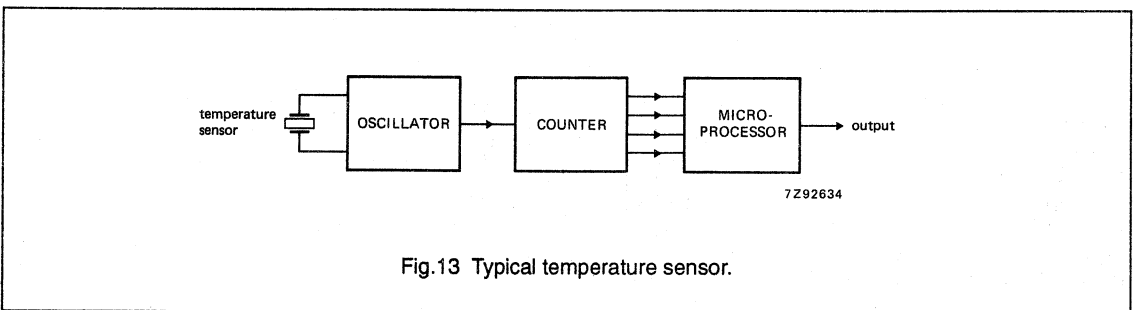 temperature
sensor
OSCILLATOR
COUNTER
MICRO-
PROCESSOR
output
7Z92634
Fig.13 Typical temperature sensor.